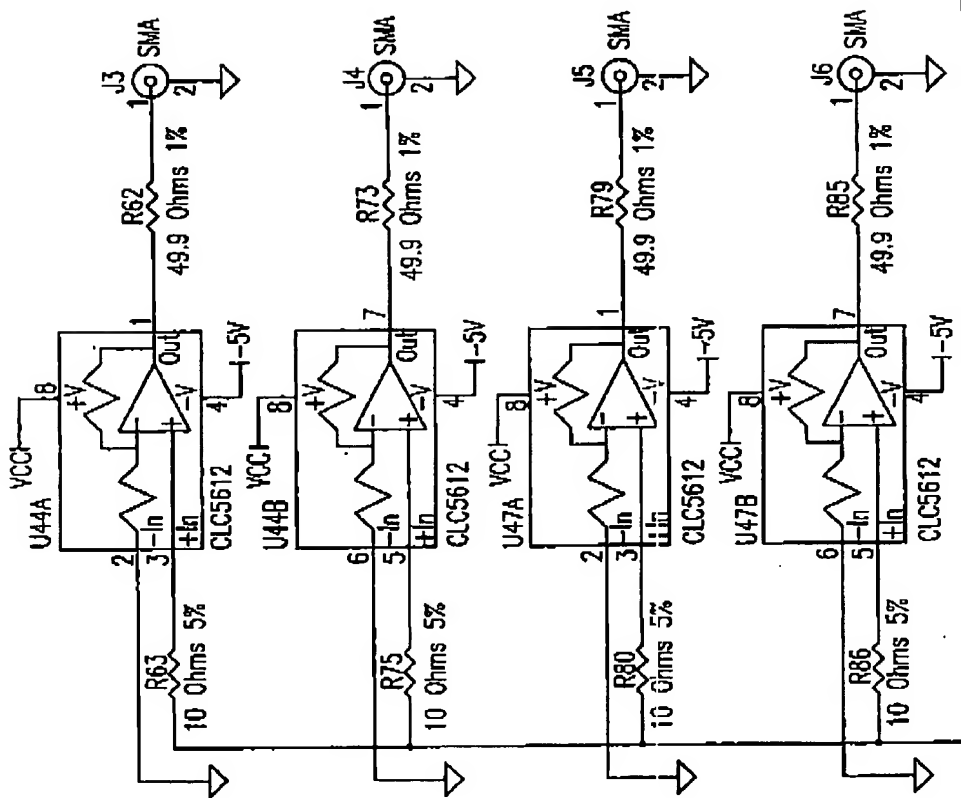 J3
SMA
1
2
R62
49.9 Ohms 1%
VCC
8
U44A
+V
1
Out
2
-In
-
3
+In
+
-V
4
-5V
CLC5612
R63
10 Ohms 5%
J4
SMA
1
2
R73
49.9 Ohms 1%
VCC
8
U44B
+V
7
Out
6
-In
-
5
+In
+
-V
4
-5V
CLC5612
R75
10 Ohms 5%
J5
SMA
1
2
R79
49.9 Ohms 1%
VCC
8
U47A
+V
1
Out
2
-In
-
3
+
-V
4
-5V
CLC5612
R80
10 Ohms 5%
J6
SMA
1
2
R85
49.9 Ohms 1%
VCC
8
U47B
+V
7
Out
6
-In
-
5
+In
+
-V
4
-5V
CLC5612
R86
10 Ohms 5%